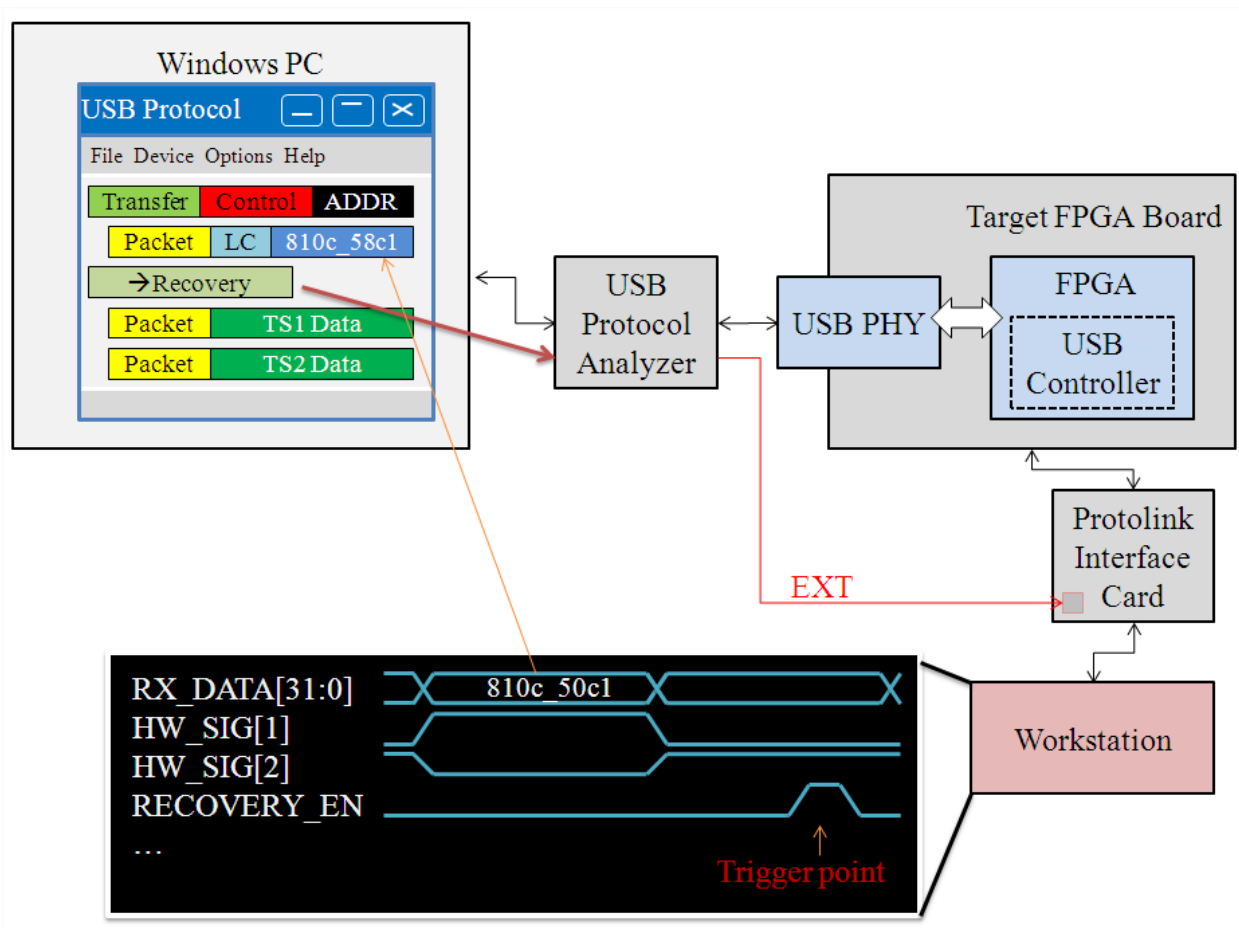 Windows PC
USB Protocol
File Device Options Help
Transfer Control ADDR
Packet LC 810c_58c1
→Recovery
Packet TS1 Data
Packet TS2 Data
USB
Protocol
Analyzer
Target FPGA Board
USB PHY
FPGA
USB
Controller
Protolink
Interface
Card
EXT
Workstation
RX_DATA[31:0] 810c_50c1
HW_SIG[1]
HW_SIG[2]
RECOVERY_EN
...
Trigger point